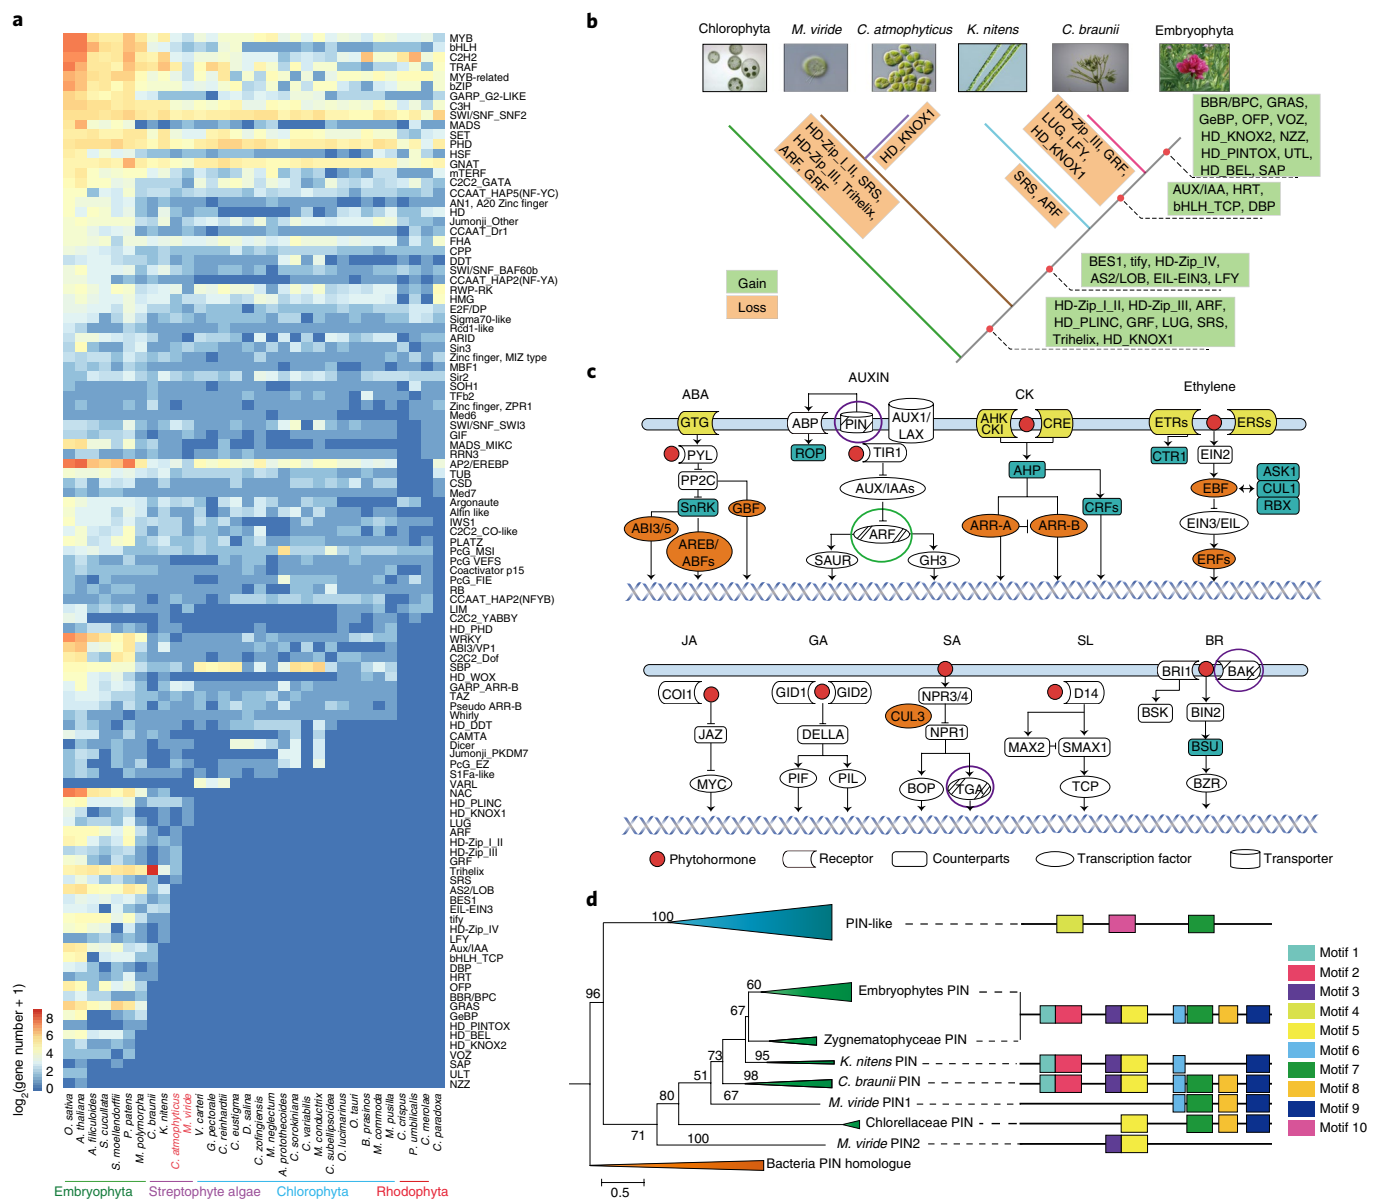 a
MYB
bHLH
C2H2
TRAF
MYB-related
bZIP
GARP_G2-LIKE
C3H
SWI/SNF_SNF2
MADS
SET
PHD
HSF
GNAT
mTERF
C2C2_GATA
CCAAT_HAP5(NF-YC)
AN1, A20 Zinc finger
HD
Jumonji_Other
CCAAT_Dr1
FHA
CPP
DDT
SWI/SNF_BAF60b
CCAAT_HAP2(NF-YA)
RWP-RK
HMG
E2F/DP
Sigma70-like
Rcd1-like
ARID
Sin3
Zinc finger, MIZ type
MBF1
Sir2
SOH1
TFb2
Zinc finger, ZPR1
Med6
SWI/SNF_SWI3
GIF
MADS_MIKC
RRN3
AP2/EREBP
TUB
CSD
Med7
Argonaute
Alfin like
IWS1
C2C2_CO-like
PLATZ
PcG_MSI
PcG_VEFS
Coactivator p15
PcG_FIE
RB
CCAAT_HAP2(NFYB)
LIM
C2C2_YABBY
HD_PHD
WRKY
ABI3/VP1
C2C2_Dof
SBP
HD_WOX
GARP_ARR-B
TAZ
Pseudo ARR-B
Whirly
HD_DDT
CAMTA
Dicer
Jumonji_PKDM7
PcG_EZ
S1Fa-like
VARL
NAC
HD_PLINC
HD_KNOX1
LUG
ARF
HD-Zip_I_II
HD-Zip_III
GRF
Trihelix
SRS
AS2/LOB
BES1
EIL-EIN3
tify
HD-Zip_IV
LFY
Aux/IAA
bHLH_TCP
DBP
HRT
OFP
BBR/BPC
GRAS
GeBP
HD_PINTOX
HD_BEL
HD_KNOX2
VOZ
SAP
ULT
NZZ
log2(gene number + 1)
8
6
4
2
0
O. sativa
A. thaliana
A. filiculoides
S. cucullata
S. moellendorffii
P. patens
M. polymorpha
C. braunii
K. nitens
C. atmophyticus
M. viride
V. carteri
G. pectorale
C. reinhardtii
C. eustigma
D. salina
C. zofingiensis
M. neglectum
A. protothecoides
C. sorokiniana
C. variabilis
M. conductrix
C. subellipsoidea
O. lucimarinus
O. tauri
B. prasinos
M. commoda
M. pusilla
C. crispus
P. umbilicalis
C. merolae
C. paradoxa
Embryophyta
Streptophyte algae
Chlorophyta
Rhodophyta
b
Chlorophyta
M. viride
C. atmophyticus
K. nitens
C. braunii
Embryophyta
HD-Zip_I_II, SRS,
HD-Zip_III, Trihelix,
ARF, GRF
HD_KNOX1
SRS, ARF
HD-Zip_III, GRF,
LUG, LFY,
HD_KNOX1
BBR/BPC, GRAS,
GeBP, OFP, VOZ,
HD_KNOX2, NZZ,
HD_PINTOX, UTL,
HD_BEL, SAP
AUX/IAA, HRT,
bHLH_TCP, DBP
BES1, tify, HD-Zip_IV,
AS2/LOB, EIL-EIN3, LFY
HD-Zip_I_II, HD-Zip_III, ARF,
HD_PLINC, GRF, LUG, SRS,
Trihelix, HD_KNOX1
Gain
Loss
c
ABA
GTG
PYL
PP2C
SnRK
GBF
ABI3/5
AREB/
ABFs
AUXIN
ABP
PIN
AUX1/
LAX
ROP
TIR1
AUX/IAAs
ARF
SAUR
GH3
CK
AHK
CKI
CRE
AHP
CRFs
ARR-A
ARR-B
Ethylene
ETRs
ERSs
CTR1
EIN2
EBF
ASK1
CUL1
RBX
EIN3/EIL
ERFs
JA
COI1
JAZ
MYC
GA
GID1
GID2
DELLA
PIF
PIL
SA
NPR3/4
CUL3
NPR1
BOP
TGA
SL
D14
MAX2
SMAX1
TCP
BR
BRI1
BAK
BSK
BIN2
BSU
BZR
Phytohormone
Receptor
Counterparts
Transcription factor
Transporter
d
100
PIN-like
96
60
Embryophytes PIN
67
Zygnematophyceae PIN
73
95
K. nitens PIN
51
98
C. braunii PIN
80
67
M. viride PIN1
Chlorellaceae PIN
71
100
M. viride PIN2
Bacteria PIN homologue
0.5
Motif 1
Motif 2
Motif 3
Motif 4
Motif 5
Motif 6
Motif 7
Motif 8
Motif 9
Motif 10